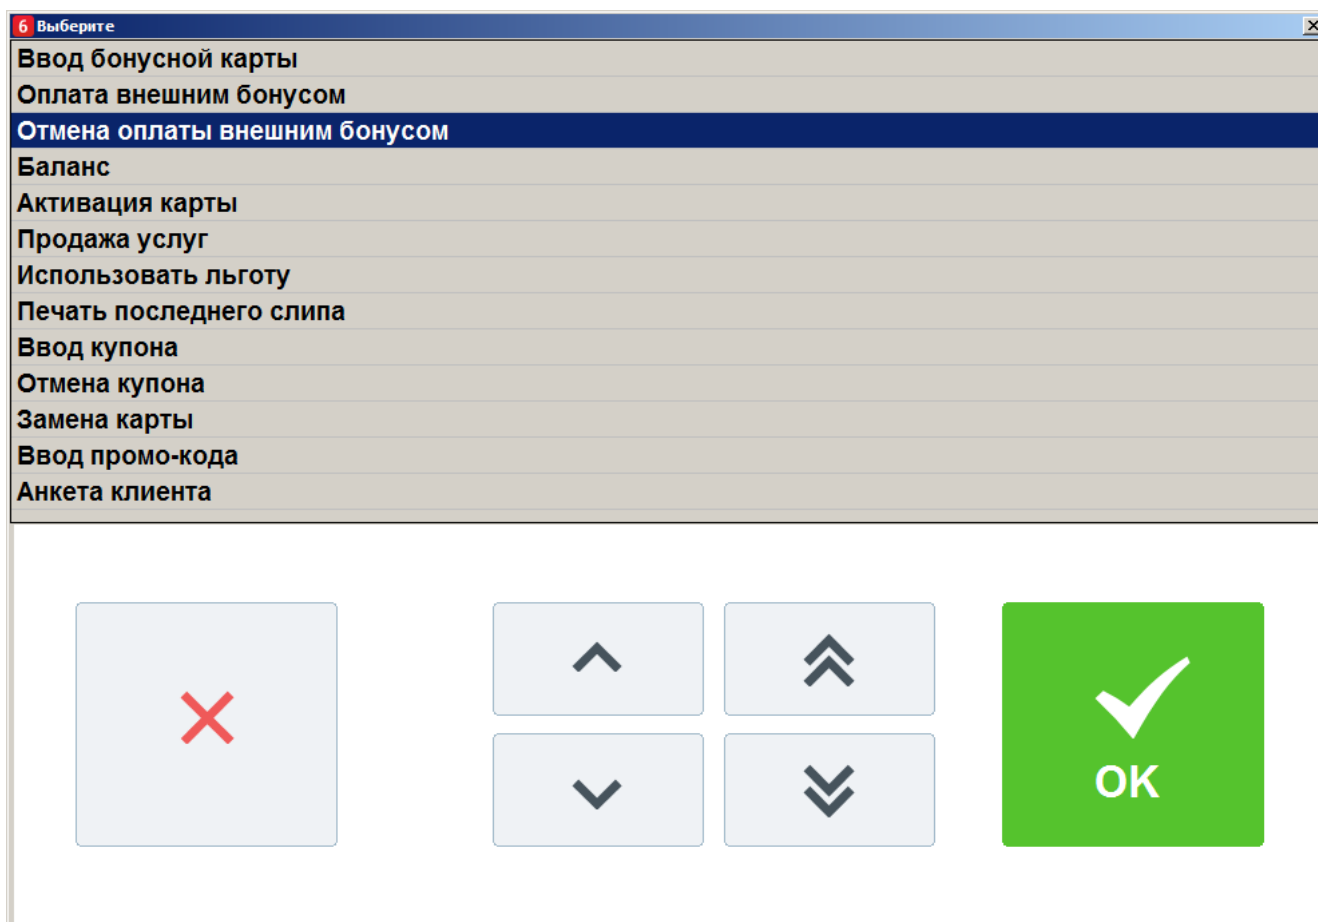 6 Выберите
Ввод бонусной карты
Оплата внешним бонусом
Отмена оплаты внешним бонусом
Баланс
Активация карты
Продажа услуг
Использовать льготу
Печать последнего слипа
Ввод купона
Отмена купона
Замена карты
Ввод промо-кода
Анкета клиента
OK